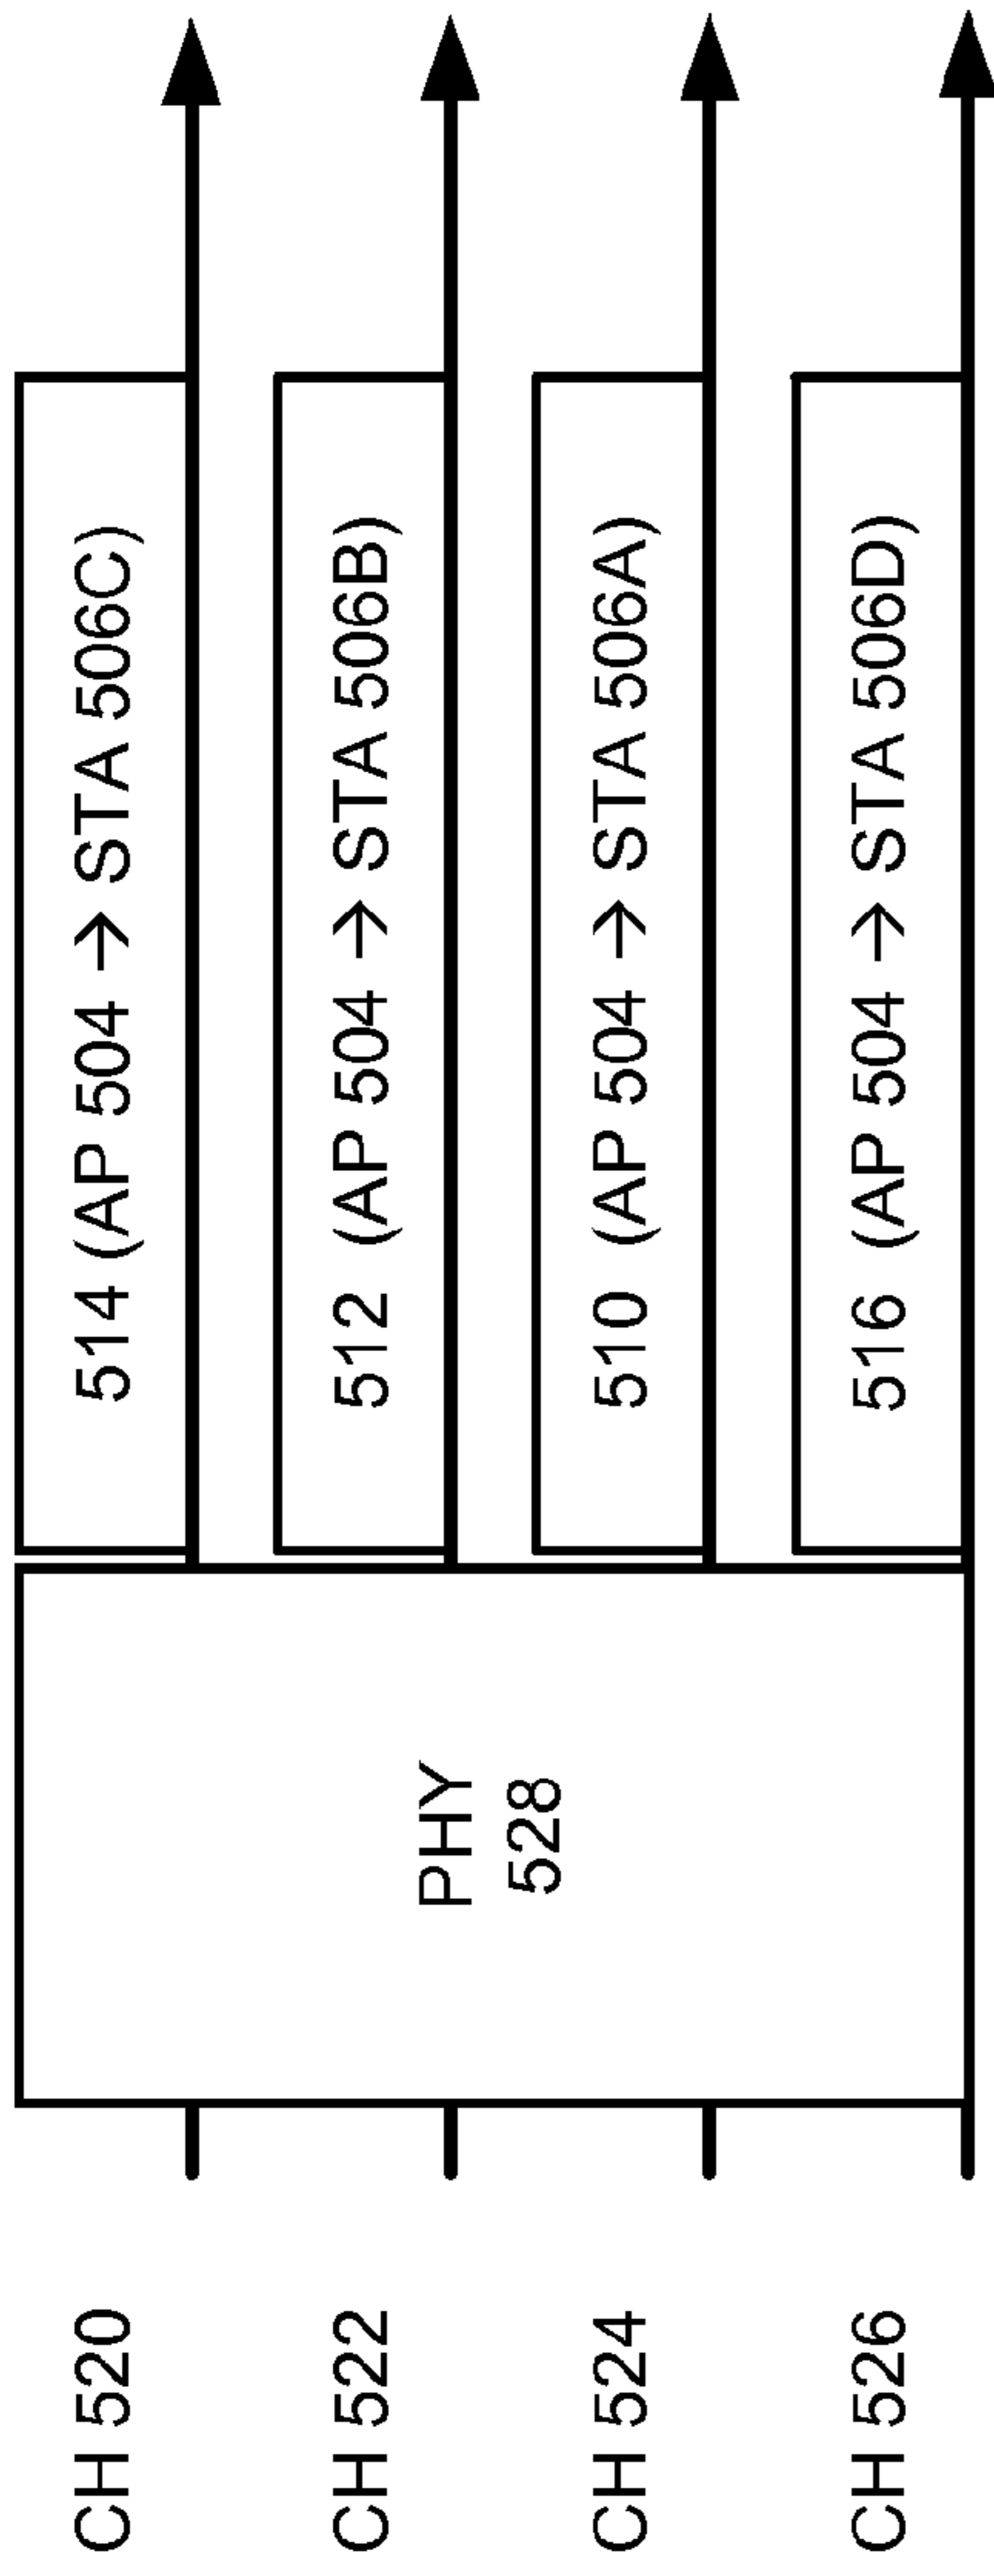 CH 520
514 (AP 504 → STA 506C)
CH 522
512 (AP 504 → STA 506B)
PHY
528
CH 524
510 (AP 504 → STA 506A)
CH 526
516 (AP 504 → STA 506D)